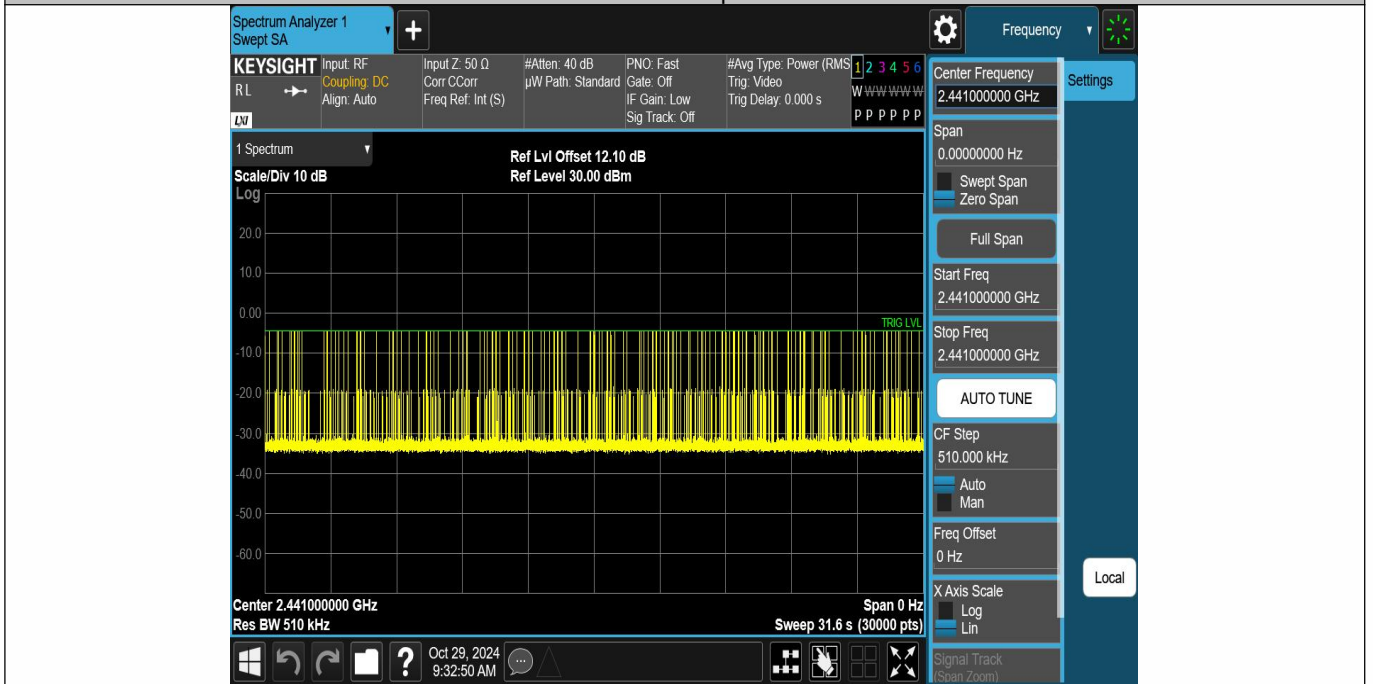 Spectrum Analyzer 1
Swept SA
+
Frequency
KEYSIGHT
RL
LXI
Input: RF
Coupling: DC
Align: Auto
Input Z: 50 Ω
Corr CCorr
Freq Ref: Int (S)
#Atten: 40 dB
µW Path: Standard
PNO: Fast
Gate: Off
IF Gain: Low
Sig Track: Off
#Avg Type: Power (RMS
Trig: Video
Trig Delay: 0.000 s
1 2 3 4 5 6
W W W W W W
P P P P P P
Center Frequency
2.441000000 GHz
Settings
Span
0.00000000 Hz
Swept Span
Zero Span
Full Span
Start Freq
2.441000000 GHz
Stop Freq
2.441000000 GHz
AUTO TUNE
CF Step
510.000 kHz
Auto
Man
Freq Offset
0 Hz
X Axis Scale
Log
Lin
Signal Track
(Span Zoom)
Local
1 Spectrum
Scale/Div 10 dB
Ref Lvl Offset 12.10 dB
Ref Level 30.00 dBm
Log
20.0
10.0
0.00
-10.0
-20.0
-30.0
-40.0
-50.0
-60.0
TRIG LVL
Center 2.441000000 GHz
Span 0 Hz
Res BW 510 kHz
Sweep 31.6 s (30000 pts)
?
Oct 29, 2024
9:32:50 AM